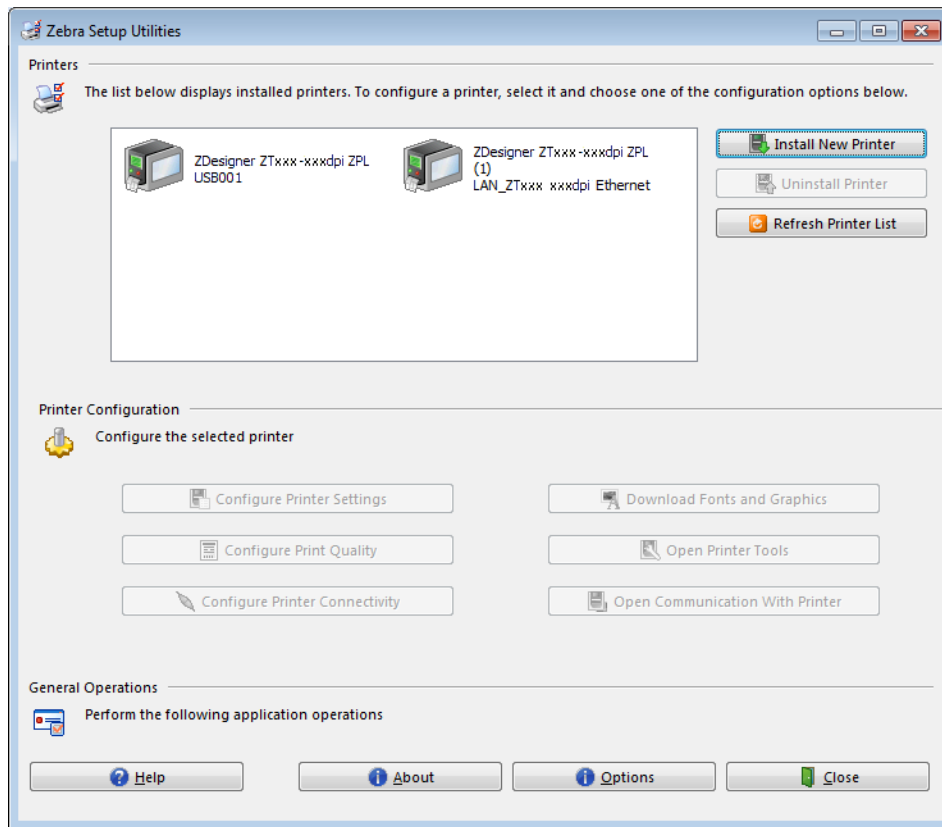 Zebra Setup Utilities
Printers
The list below displays installed printers. To configure a printer, select it and choose one of the configuration options below.
ZDesigner ZTxxx-xxxdpi ZPL
USB001
ZDesigner ZTxxx-xxxdpi ZPL
(1)
LAN_ZTxxx xxxdpi Ethernet
Install New Printer
Uninstall Printer
Refresh Printer List
Printer Configuration
Configure the selected printer
Configure Printer Settings
Download Fonts and Graphics
Configure Print Quality
Open Printer Tools
Configure Printer Connectivity
Open Communication With Printer
General Operations
Perform the following application operations
Help
About
Options
Close